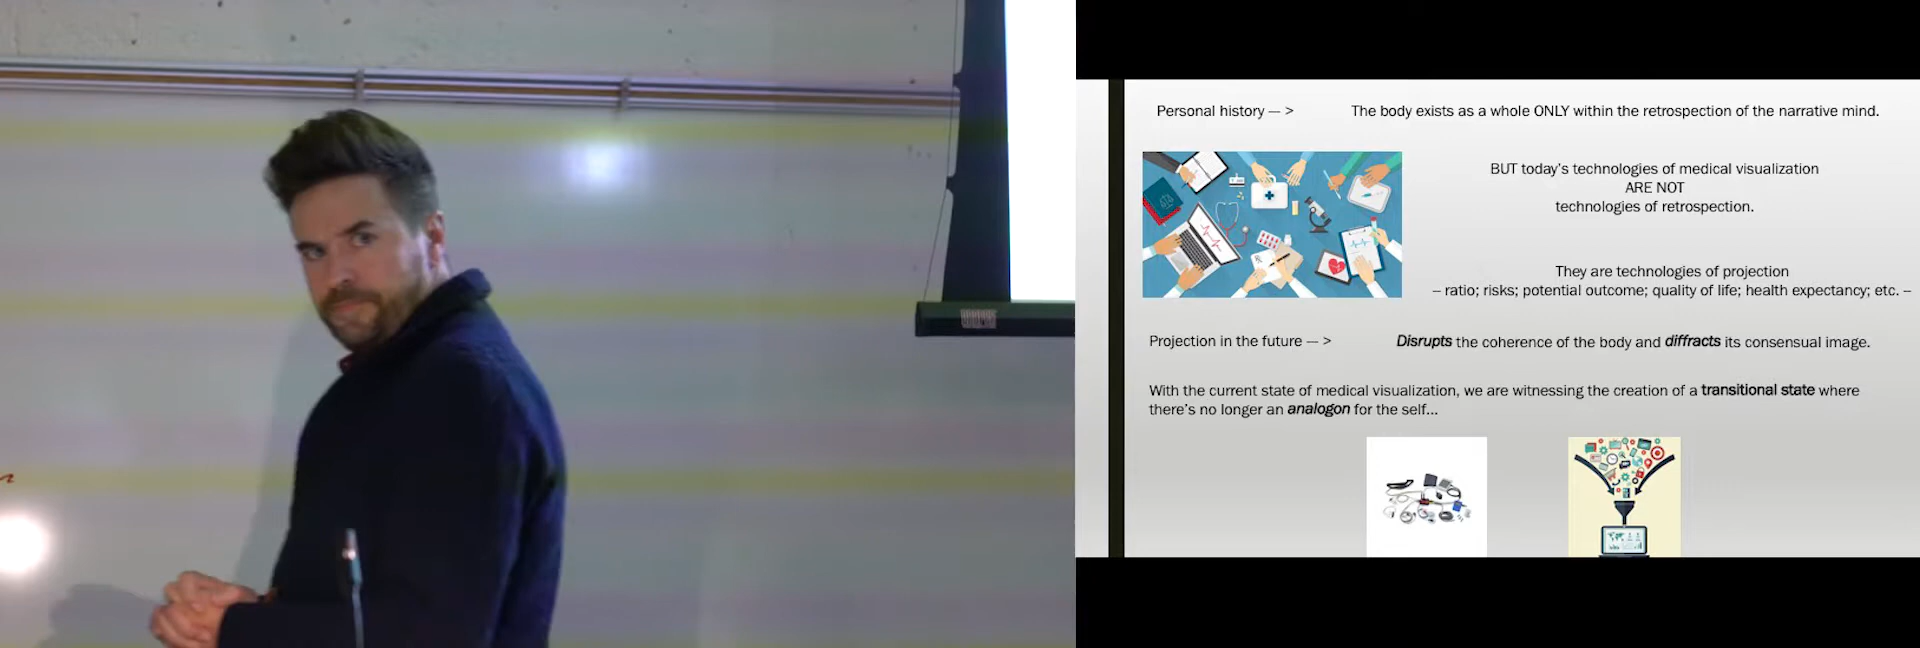 Personal history — > The body exists as a whole ONLY within the retrospection of the narrative mind.
BUT today's technologies of medical visualization
ARE NOT
technologies of retrospection.
They are technologies of projection
– ratio; risks; potential outcome; quality of life; health expectancy; etc. –
Projection in the future — > Disrupts the coherence of the body and diffracts its consensual image.
With the current state of medical visualization, we are witnessing the creation of a transitional state where
there's no longer an analogon for the self...